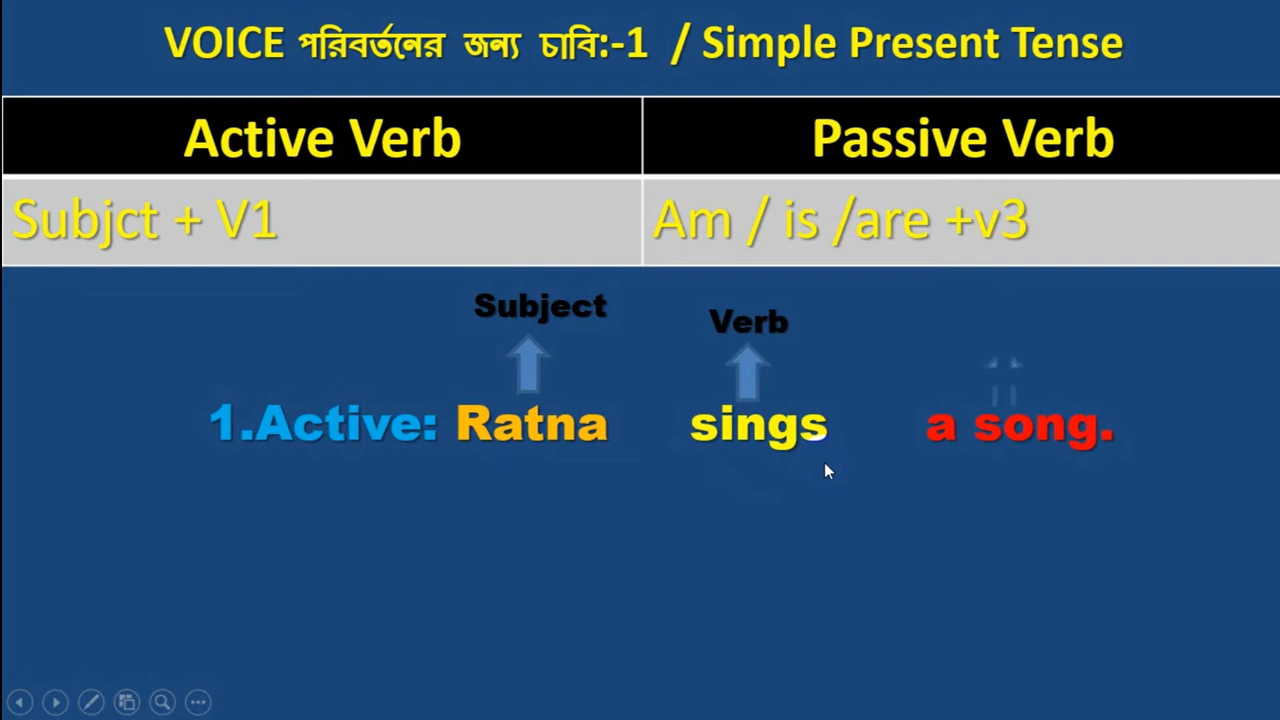 VOICE পরিবর্তনের জন্য চাবি:-1 / Simple Present Tense
Active Verb Passive Verb
Subjct + V1 Am / is /are +v3
Subject Verb
1.Active: Ratna sings a song.